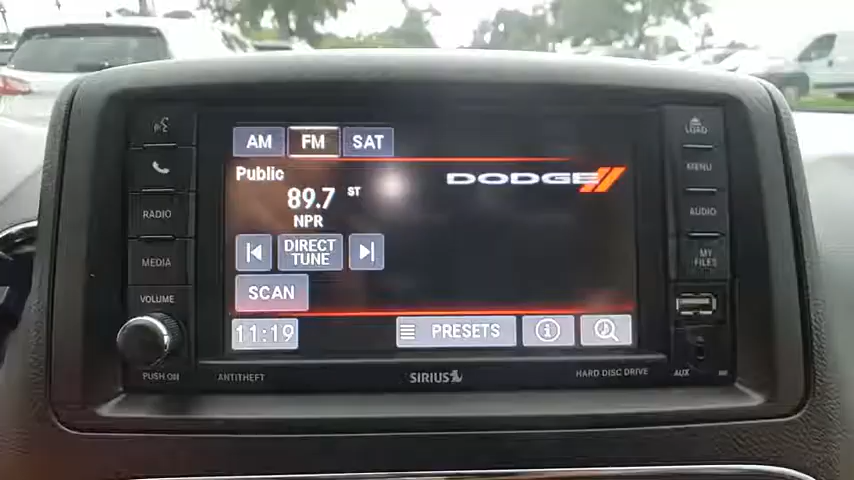 AM FM SAT
LOAD
Public
DODGE
MENU
89.7 ST
RADIO
NPR
AUDIO
DIRECT TUNE
MEDIA
MY FILES
SCAN
VOLUME
11:19
PRESETS
PUSH ON
ANTITHEFT
SIRIUS
HARD DISC DRIVE
AUX